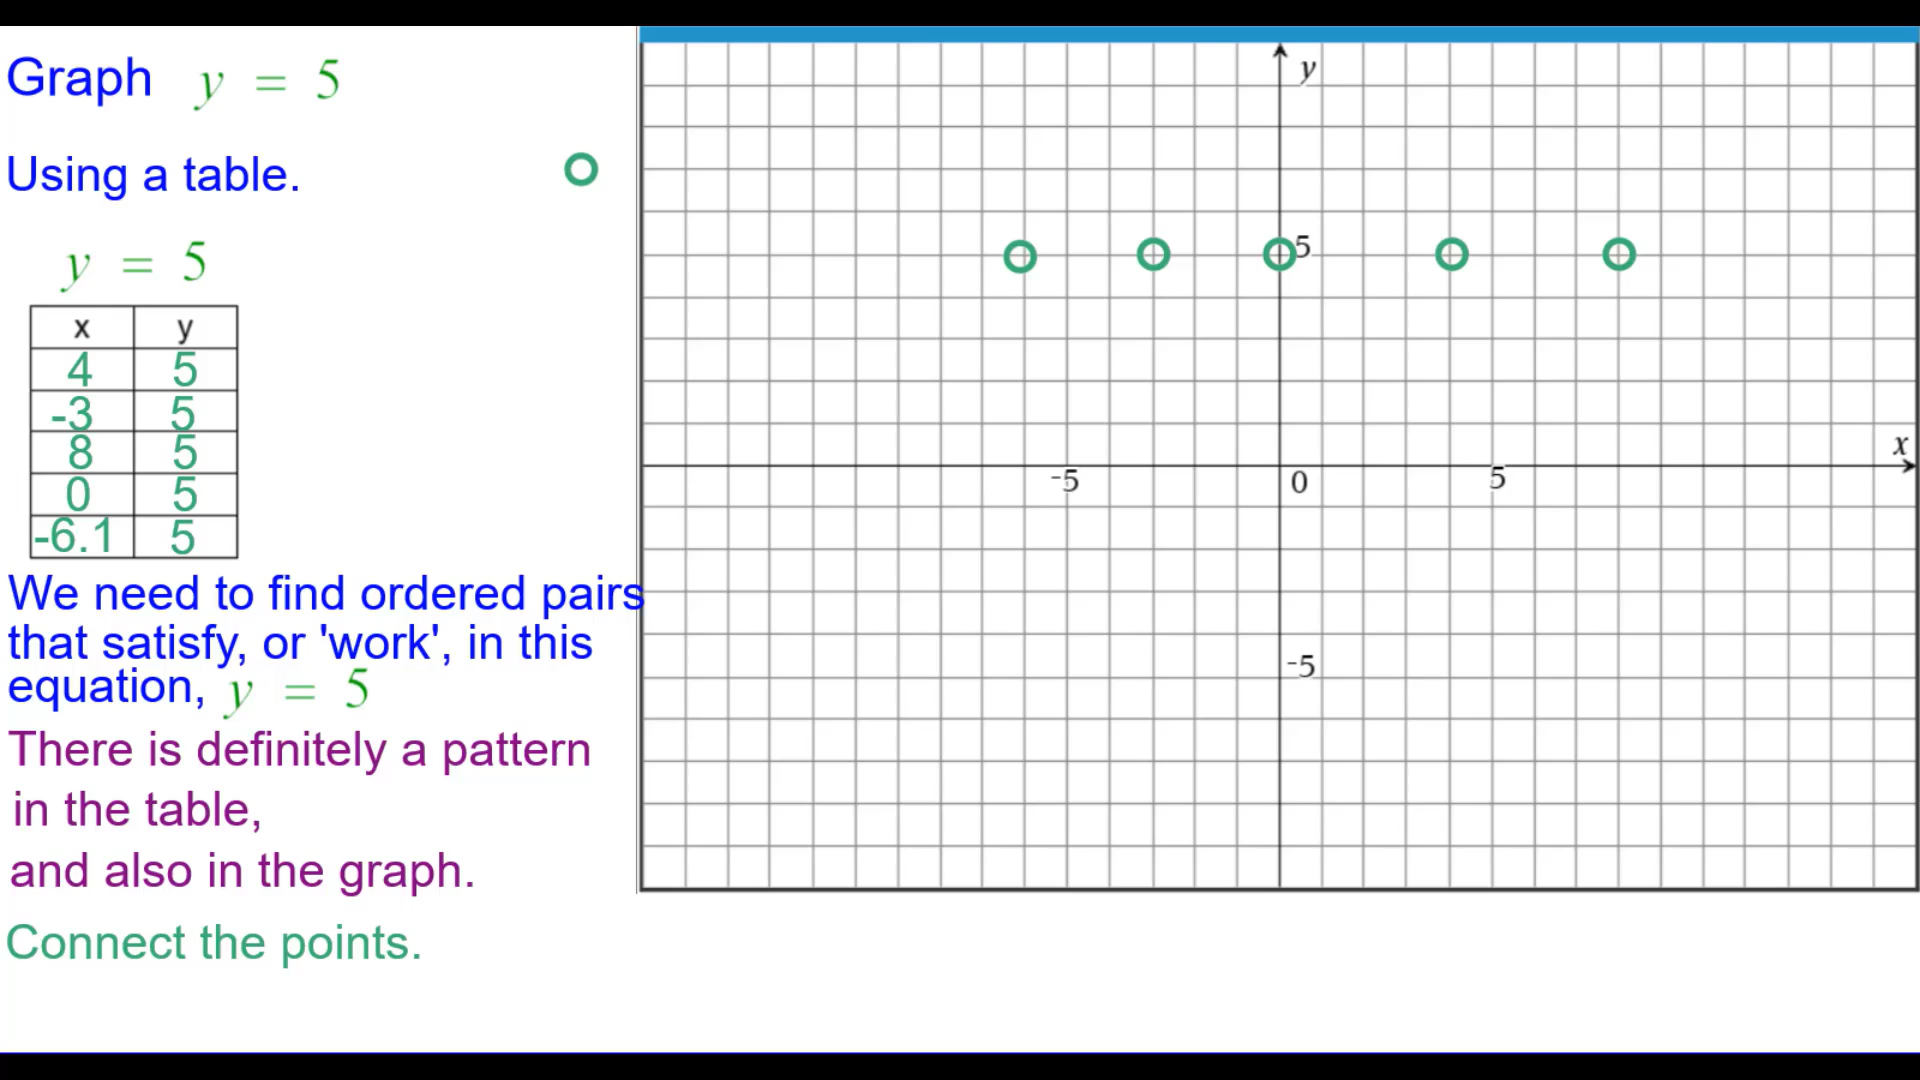 Graph y = 5
Using a table.
y = 5
x y
4 5
-3 5
8 5
0 5
-6.1 5
We need to find ordered pairs
that satisfy, or 'work', in this
equation, y = 5
There is definitely a pattern
in the table,
and also in the graph.
Connect the points.
y
5
x
-5 0 5
-5